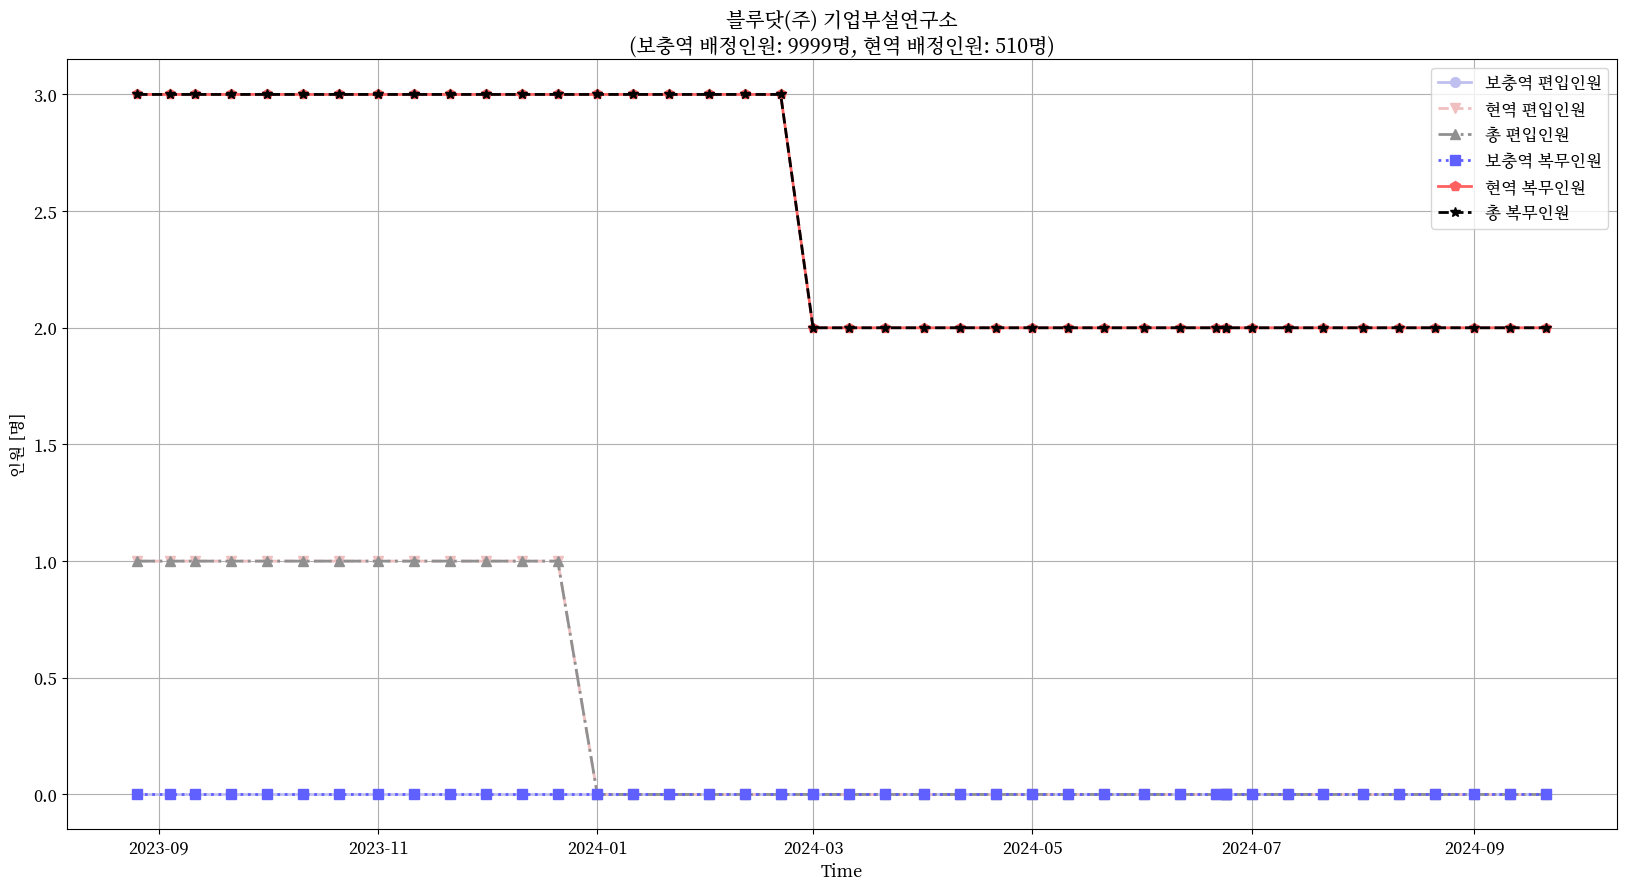 블루닷(주) 기업부설연구소
(보충역 배정인원: 9999명, 현역 배정인원: 510명)
보충역 편입인원
현역 편입인원
총 편입인원
보충역 복무인원
현역 복무인원
총 복무인원
3.0
2.5
2.0
1.5
1.0
0.5
0.0
인원 [명]
2023-09
2023-11
2024-01
2024-03
2024-05
2024-07
2024-09
Time